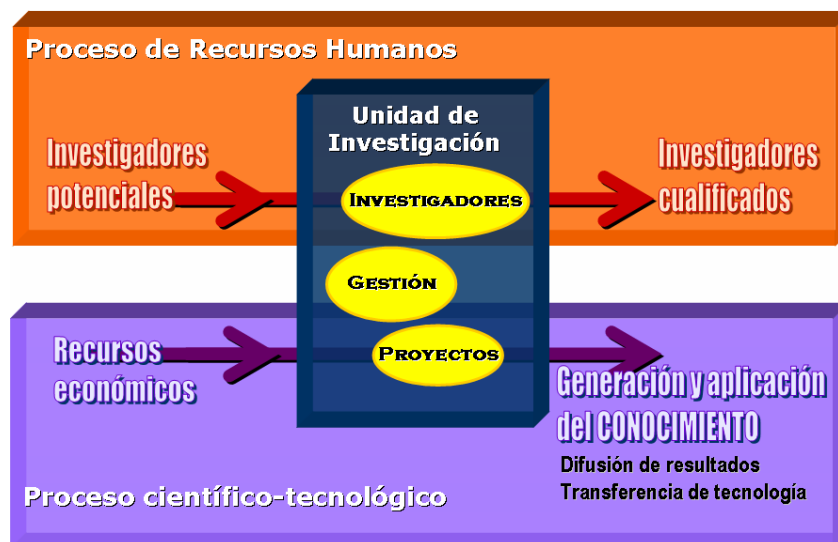 Proceso de Recursos Humanos
Unidad de
Investigación
Investigadores
potenciales
INVESTIGADORES
Investigadores
cualificados
GESTIÓN
Recursos
económicos
PROYECTOS
Generación y aplicación
del CONOCIMIENTO
Difusión de resultados
Transferencia de tecnología
Proceso científico-tecnológico